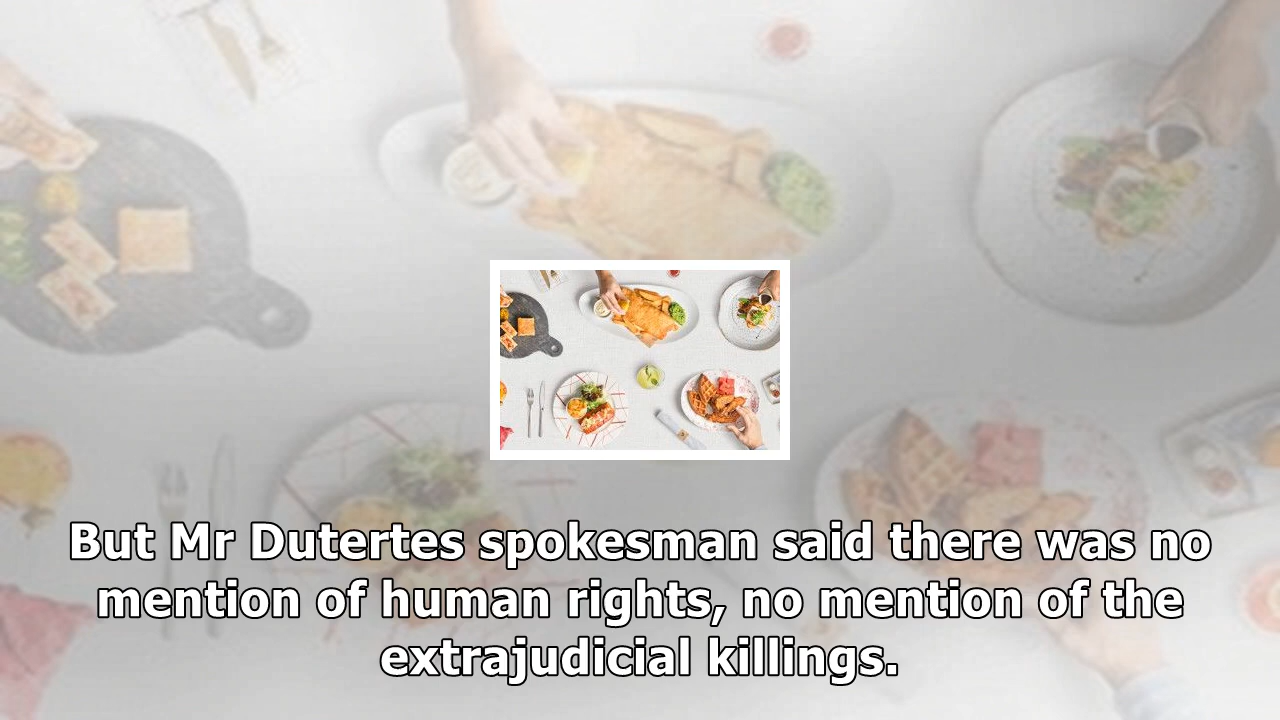 But Mr Dutertes spokesman said there was no
mention of human rights, no mention of the
extrajudicial killings.